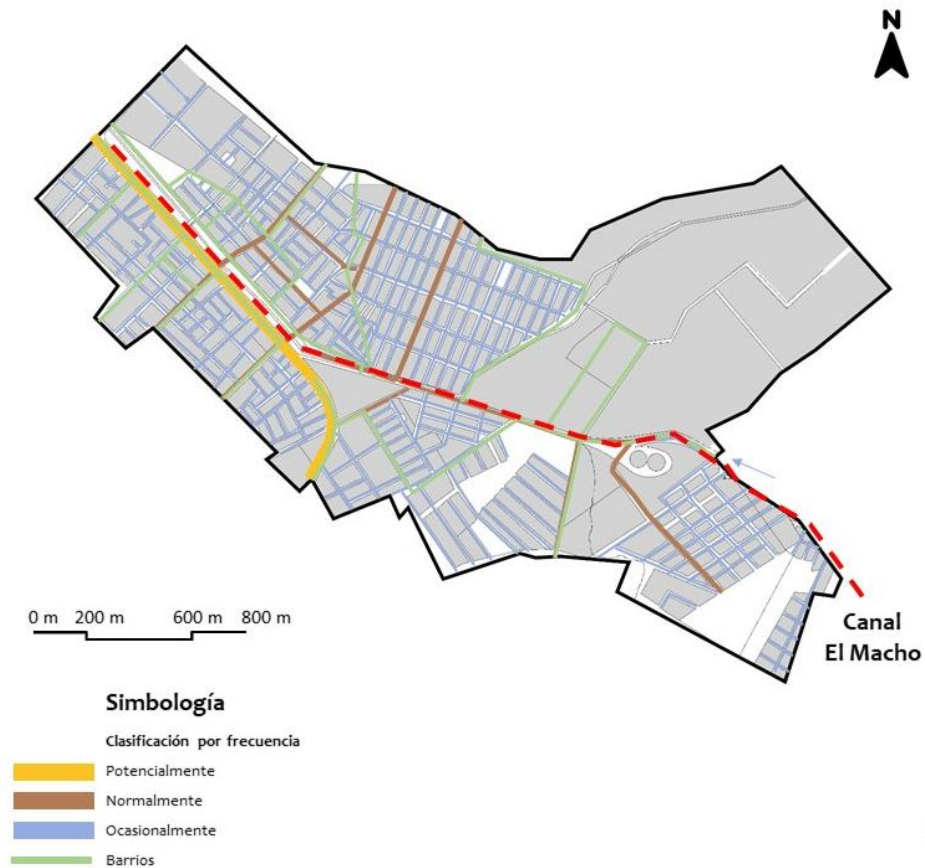 N
0 m 200 m 600 m 800 m
Canal
El Macho
Simbología
Clasificación por frecuencia
Potencialmente
Normalmente
Ocasionalmente
Barrios